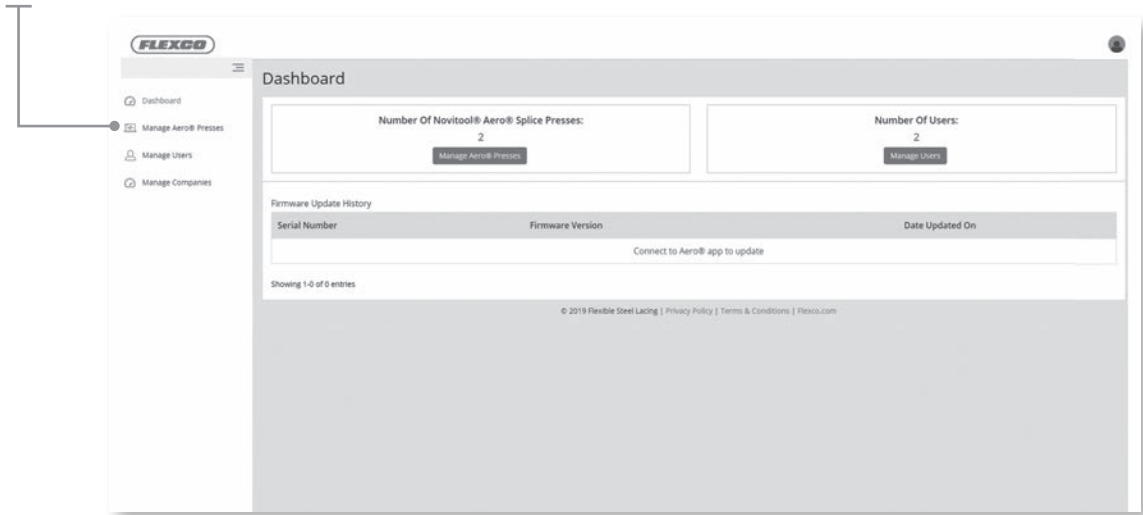 FLEXCO
Dashboard
Dashboard
Manage Aero® Presses
Manage Users
Manage Companies
Number Of Novitool® Aero® Splice Presses:
2
Manage Aero® Presses
Number Of Users:
2
Manage Users
Firmware Update History
Serial Number Firmware Version Date Updated On
Connect to Aero® app to update
Showing 1-0 of 0 entries
© 2019 Flexible Steel Lacing | Privacy Policy | Terms & Conditions | Flexco.com